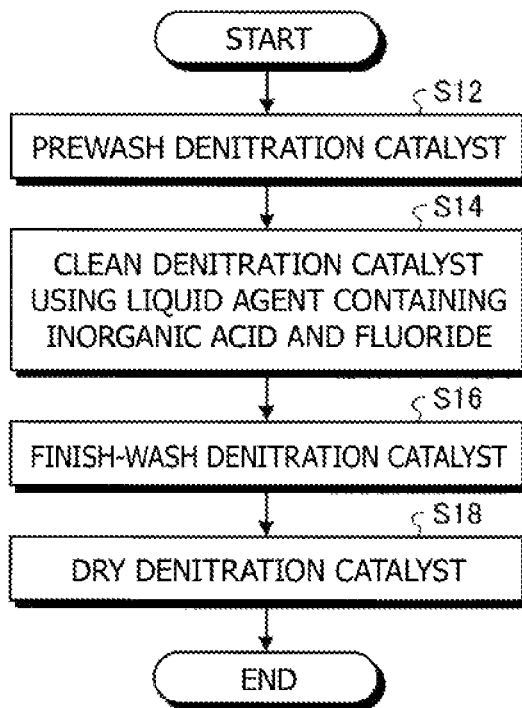 START
S12
PREWASH DENITRATION CATALYST
S14
CLEAN DENITRATION CATALYST
USING LIQUID AGENT CONTAINING
INORGANIC ACID AND FLUORIDE
S16
FINISH-WASH DENITRATION CATALYST
S18
DRY DENITRATION CATALYST
END